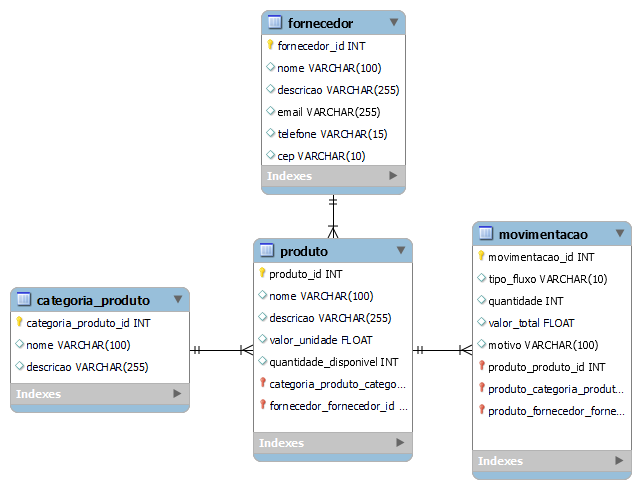 fornecedor
fornecedor_id INT
nome VARCHAR(100)
descricao VARCHAR(255)
email VARCHAR(255)
telefone VARCHAR(15)
cep VARCHAR(10)
Indexes
produto
produto_id INT
nome VARCHAR(100)
descricao VARCHAR(255)
valor_unidade FLOAT
quantidade_disponivel INT
categoria_produto_catego...
fornecedor_fornecedor_id ...
Indexes
categoria_produto
categoria_produto_id INT
nome VARCHAR(100)
descricao VARCHAR(255)
Indexes
movimentacao
movimentacao_id INT
tipo_fluxo VARCHAR(10)
quantidade INT
valor_total FLOAT
motivo VARCHAR(100)
produto_produto_id INT
produto_categoria_produt...
produto_fornecedor_forne...
Indexes